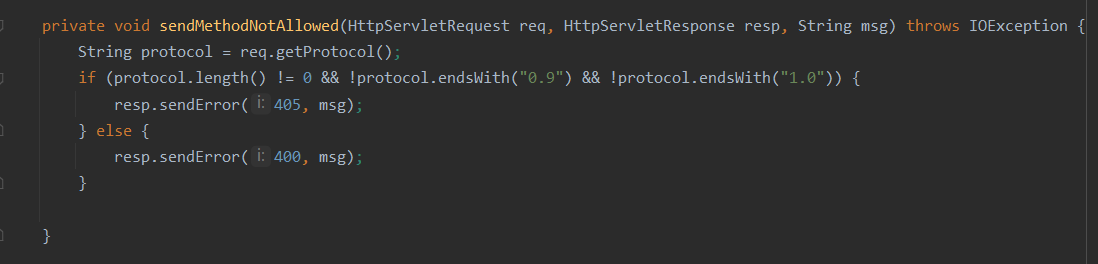 private void sendMethodNotAllowed(HttpServletRequest req, HttpServletResponse resp, String msg) throws IOException {
    String protocol = req.getProtocol();
    if (protocol.length() != 0 && !protocol.endsWith("0.9") && !protocol.endsWith("1.0")) {
        resp.sendError( i: 405, msg);
    } else {
        resp.sendError( i: 400, msg);
    }
}